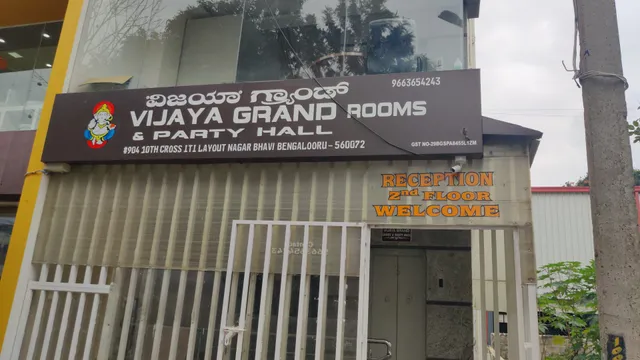 ವಿಜಯಾ ಗ್ರ್ಯಾಂಡ್
9663654243
VIJAYA GRAND ROOMS
& PARTY HALL
#904 10TH CROSS ITI LAYOUT NAGAR BHAVI BENGALOORU - 560072
RECEPTION
2nd FLOOR
WELCOME